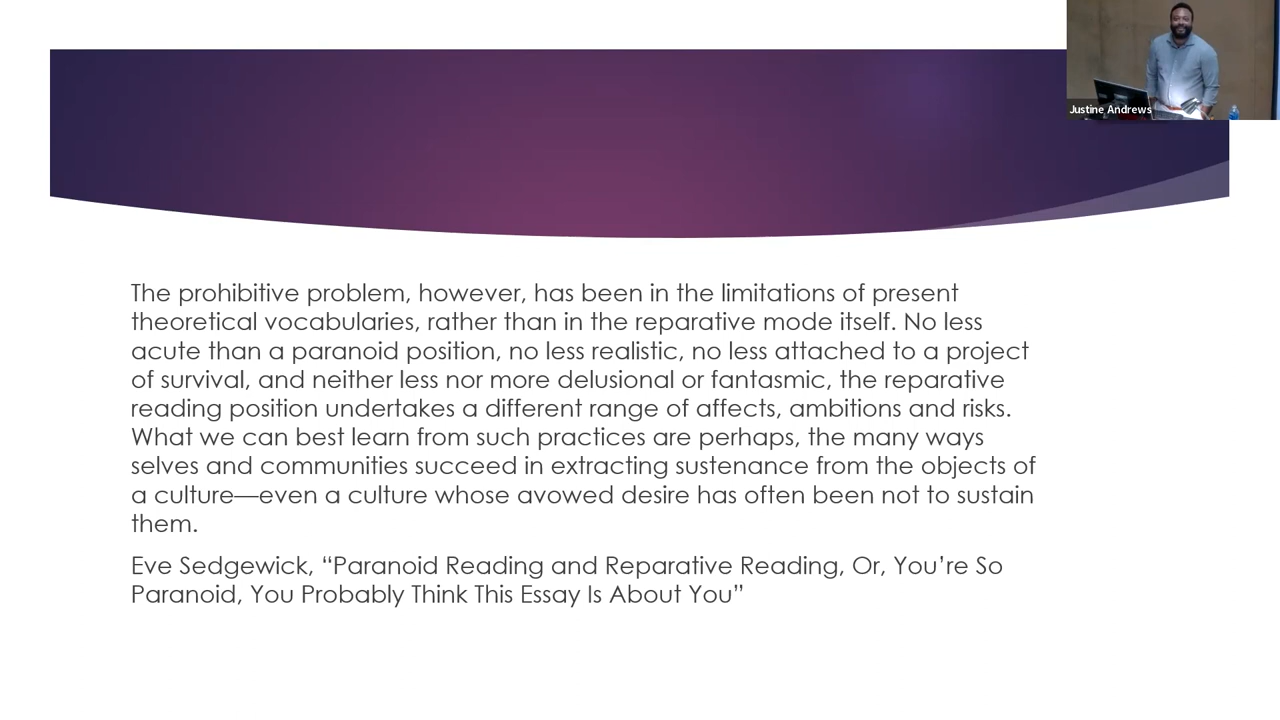 Justine Andrews
The prohibitive problem, however, has been in the limitations of present
theoretical vocabularies, rather than in the reparative mode itself. No less
acute than a paranoid position, no less realistic, no less attached to a project
of survival, and neither less nor more delusional or fantasmic, the reparative
reading position undertakes a different range of affects, ambitions and risks.
What we can best learn from such practices are perhaps, the many ways
selves and communities succeed in extracting sustenance from the objects of
a culture—even a culture whose avowed desire has often been not to sustain
them.
Eve Sedgewick, “Paranoid Reading and Reparative Reading, Or, You’re So
Paranoid, You Probably Think This Essay Is About You”